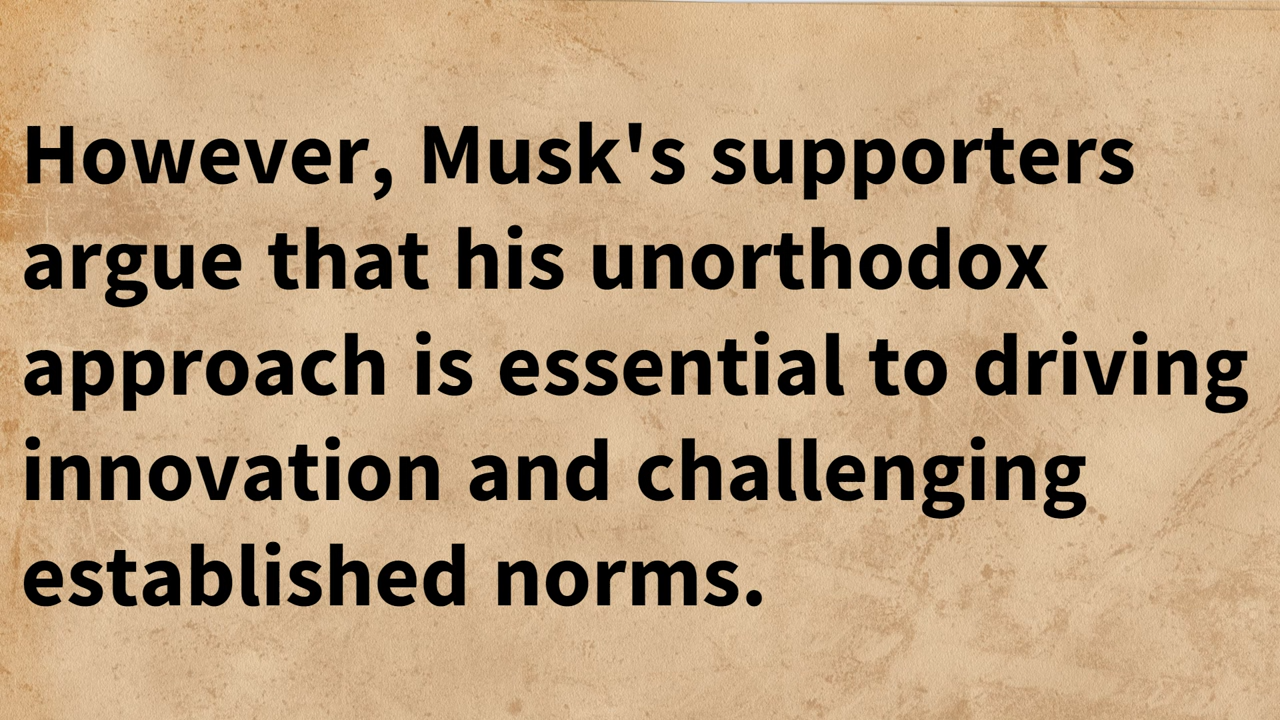 However, Musk's supporters
argue that his unorthodox
approach is essential to driving
innovation and challenging
established norms.